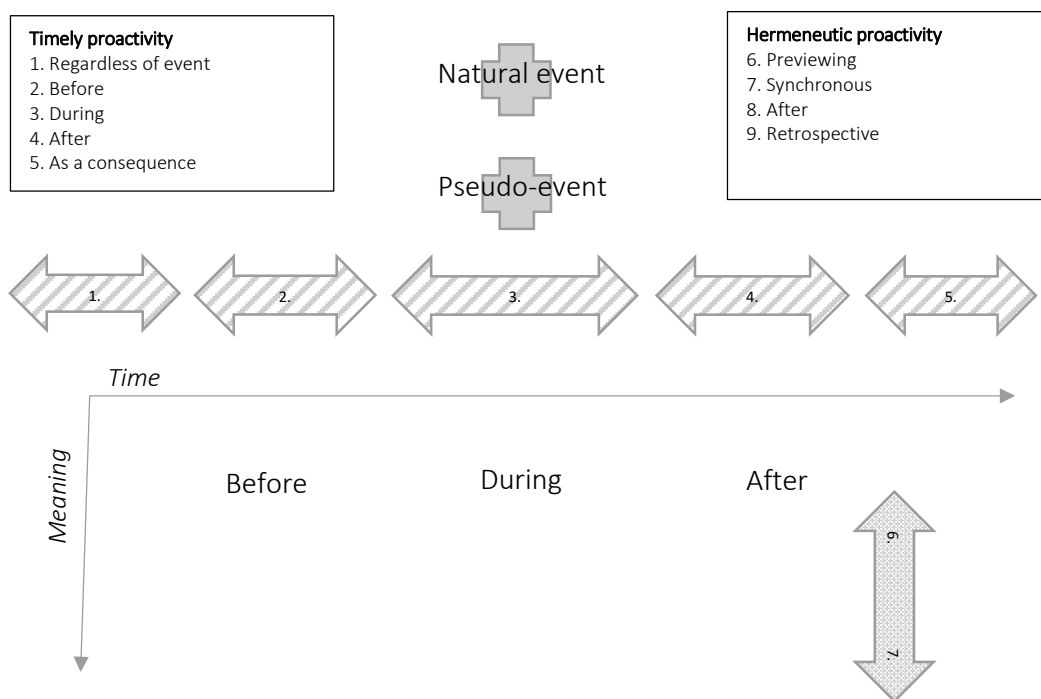 Timely proactivity
1. Regardless of event
2. Before
3. During
4. After
5. As a consequence
Natural event
Pseudo-event
Hermeneutic proactivity
6. Previewing
7. Synchronous
8. After
9. Retrospective
1.
2.
3.
4.
5.
Time
Meaning
Before
During
After
6.
7.